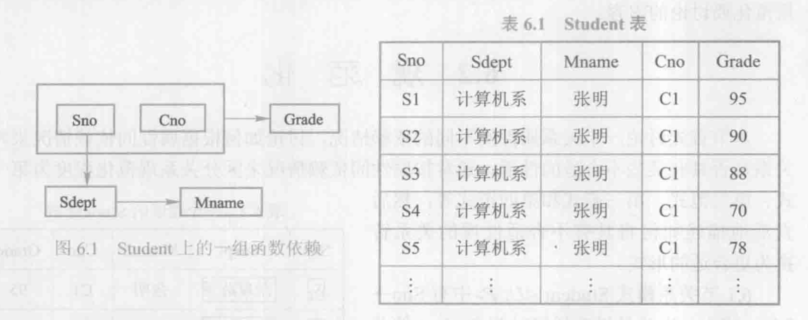 Sno
Cno
Grade
Sdept
Mname
图 6.1 Student 上的一组函数依赖
表 6.1 Student 表
Sno Sdept Mname Cno Grade
S1 计算机系 张明 C1 95
S2 计算机系 张明 C1 90
S3 计算机系 张明 C1 88
S4 计算机系 张明 C1 70
S5 计算机系 张明 C1 78
⋮ ⋮ ⋮ ⋮ ⋮